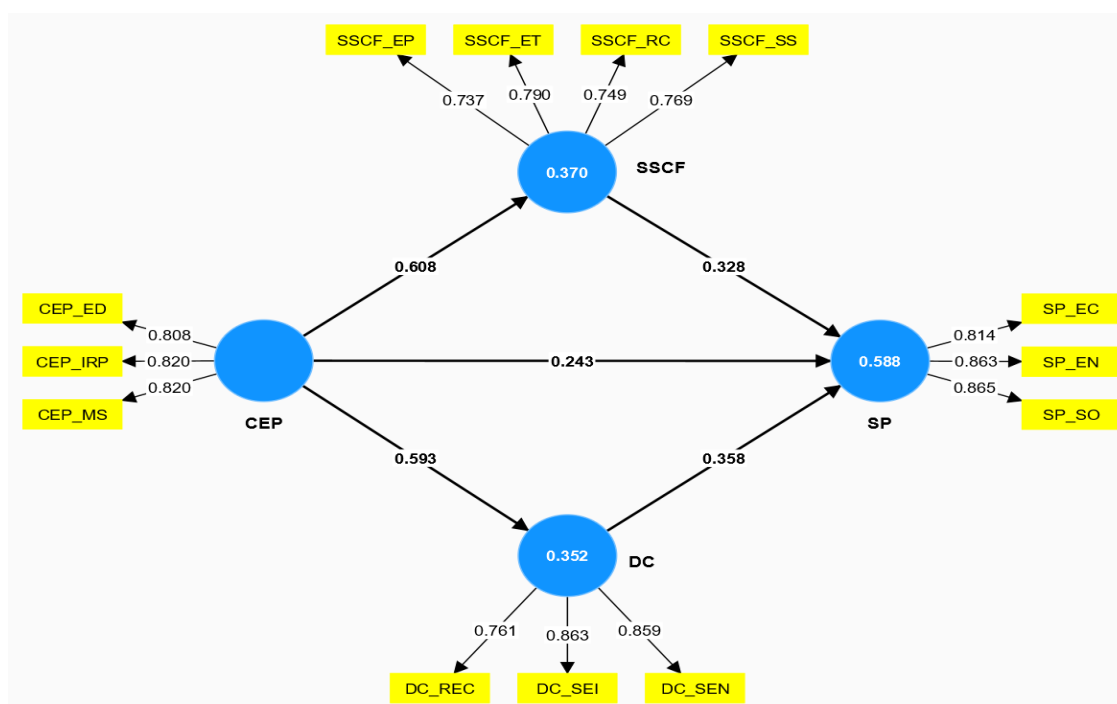 SSCF_EP SSCF_ET SSCF_RC SSCF_SS
0.737 0.790 0.749 0.769
0.370 SSCF
0.608 0.328
CEP_ED SP_EC
0.808 0.814
CEP_IRP 0.820 0.243 0.588 0.863 SP_EN
0.820 0.865
CEP_MS SP_SO
CEP SP
0.593 0.358
0.352 DC
0.761 0.863 0.859
DC_REC DC_SEI DC_SEN